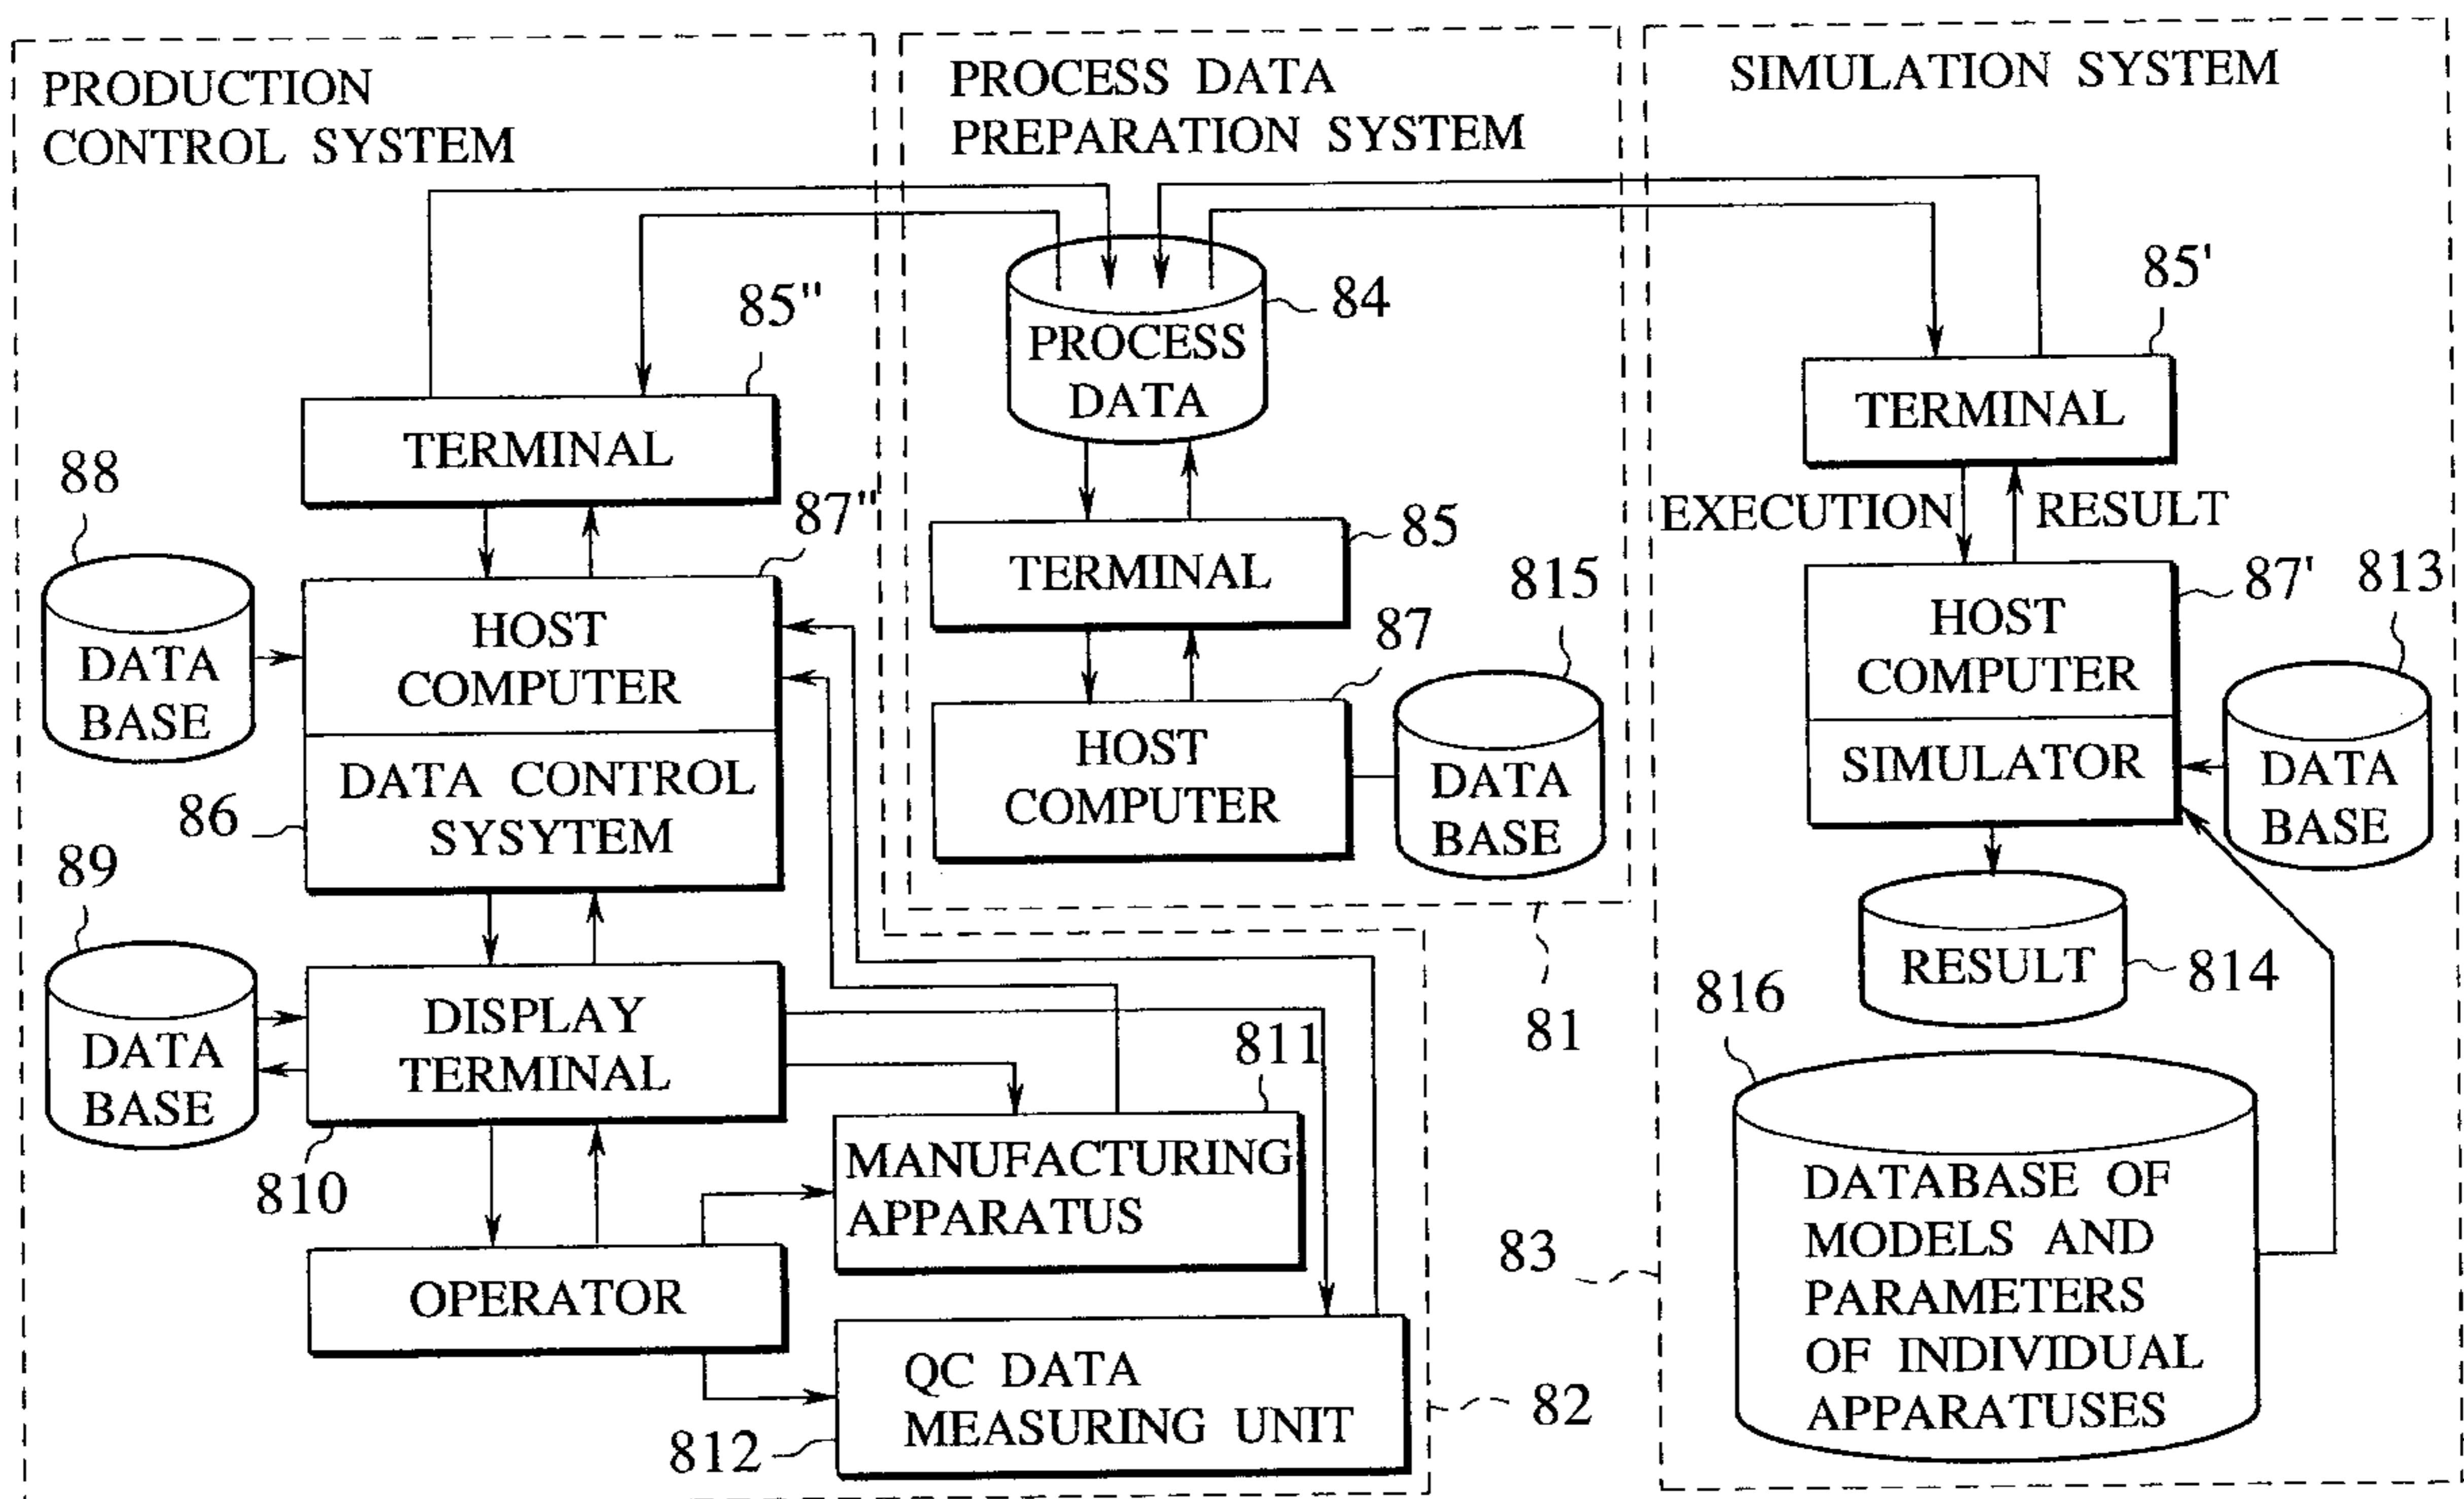 PRODUCTION
CONTROL SYSTEM
PROCESS DATA
PREPARATION SYSTEM
SIMULATION SYSTEM
85"
TERMINAL
88
DATA
BASE
87"
HOST
COMPUTER
DATA CONTROL
SYSYTEM
86
89
DATA
BASE
DISPLAY
TERMINAL
810
OPERATOR
811
MANUFACTURING
APPARATUS
QC DATA
MEASURING UNIT
812
82
84
PROCESS
DATA
85
TERMINAL
87
HOST
COMPUTER
815
DATA
BASE
81
85'
TERMINAL
EXECUTION
RESULT
87'
HOST
COMPUTER
SIMULATOR
813
DATA
BASE
RESULT
814
816
DATABASE OF
MODELS AND
PARAMETERS
OF INDIVIDUAL
APPARATUSES
83